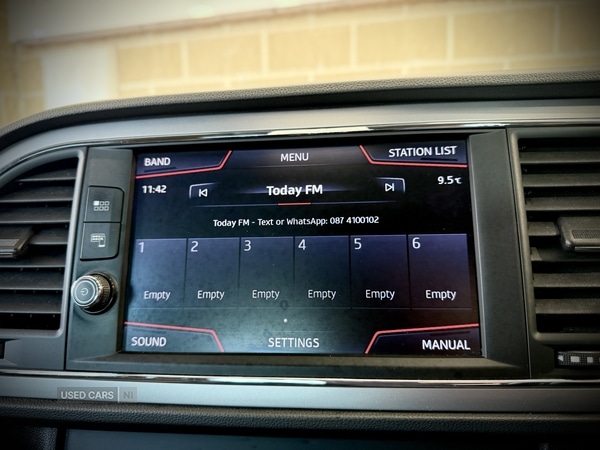 BAND MENU STATION LIST
11:42 Today FM 9.5℃
Today FM - Text or WhatsApp: 087 4100102
1 2 3 4 5 6
Empty Empty Empty Empty Empty Empty
SOUND SETTINGS MANUAL
USED CARS NI